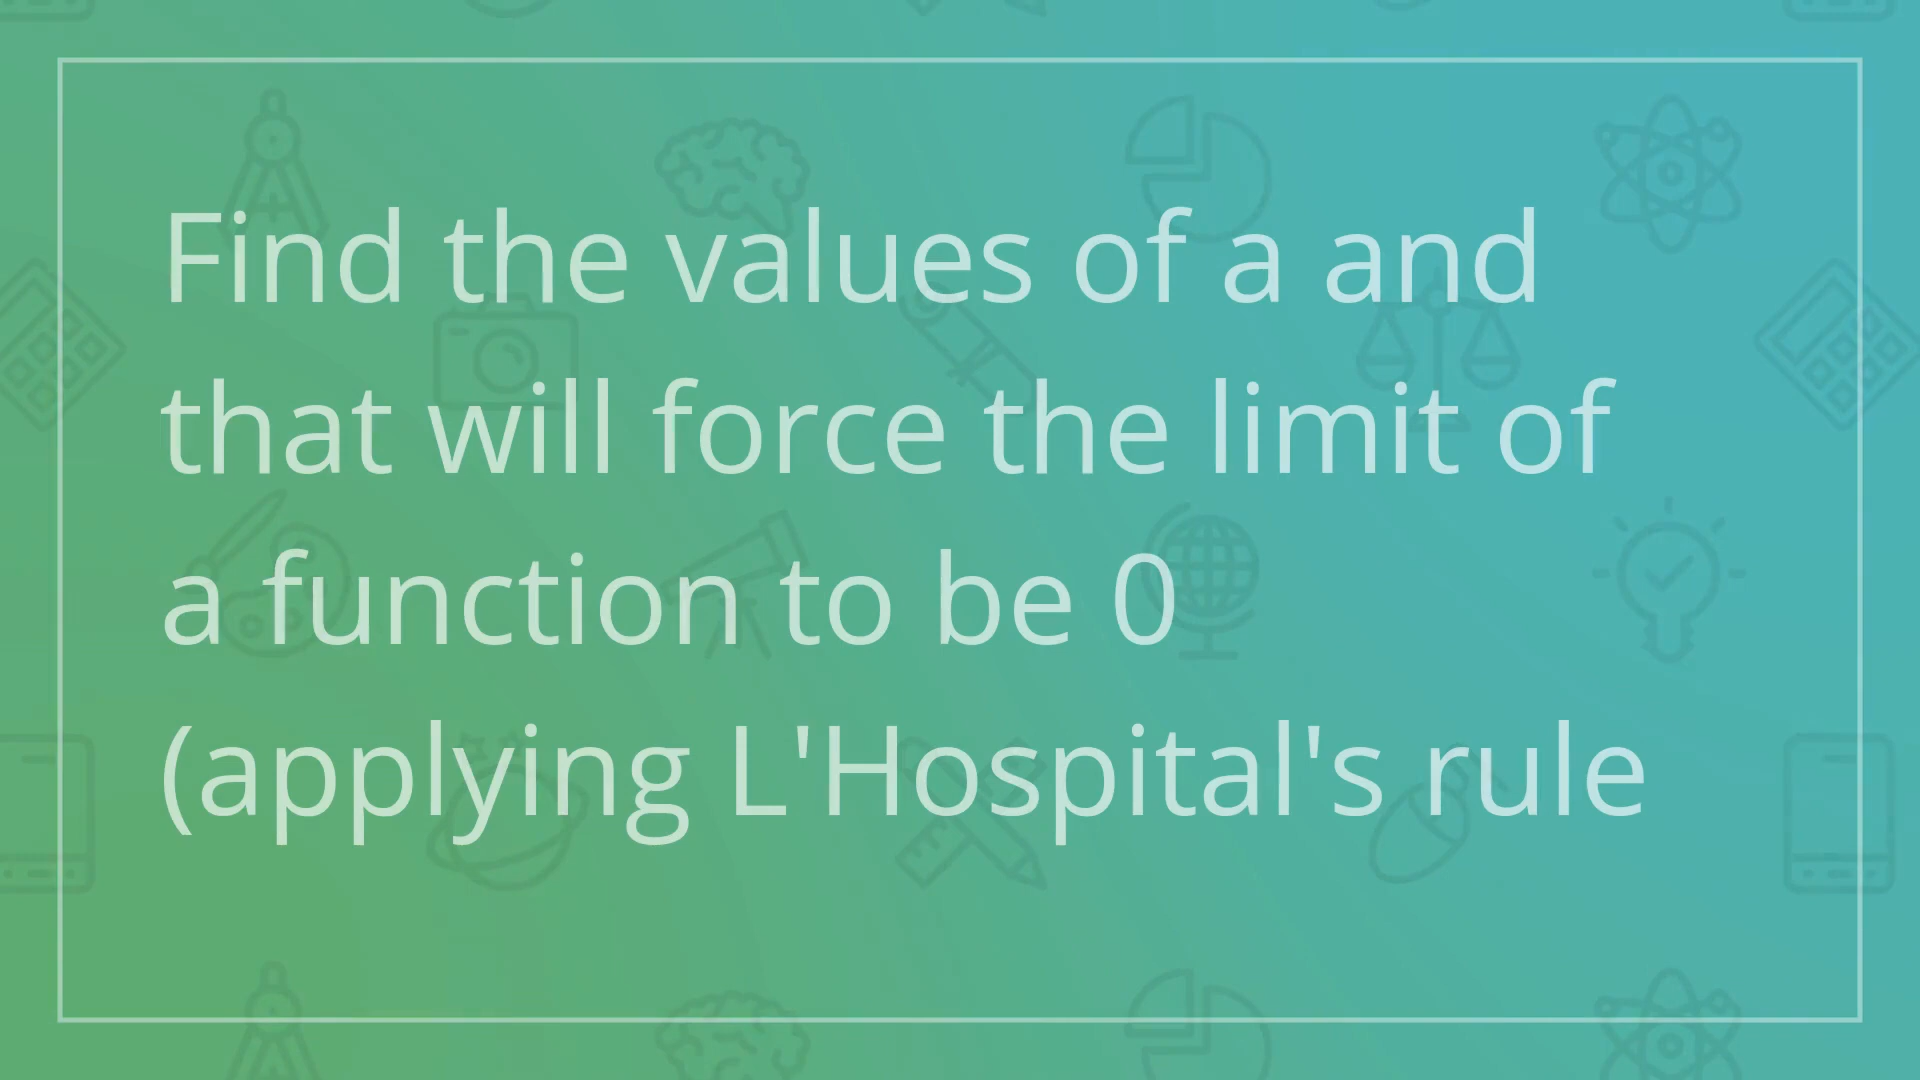 Find the values of a and
that will force the limit of
a function to be 0
(applying L'Hospital's rule